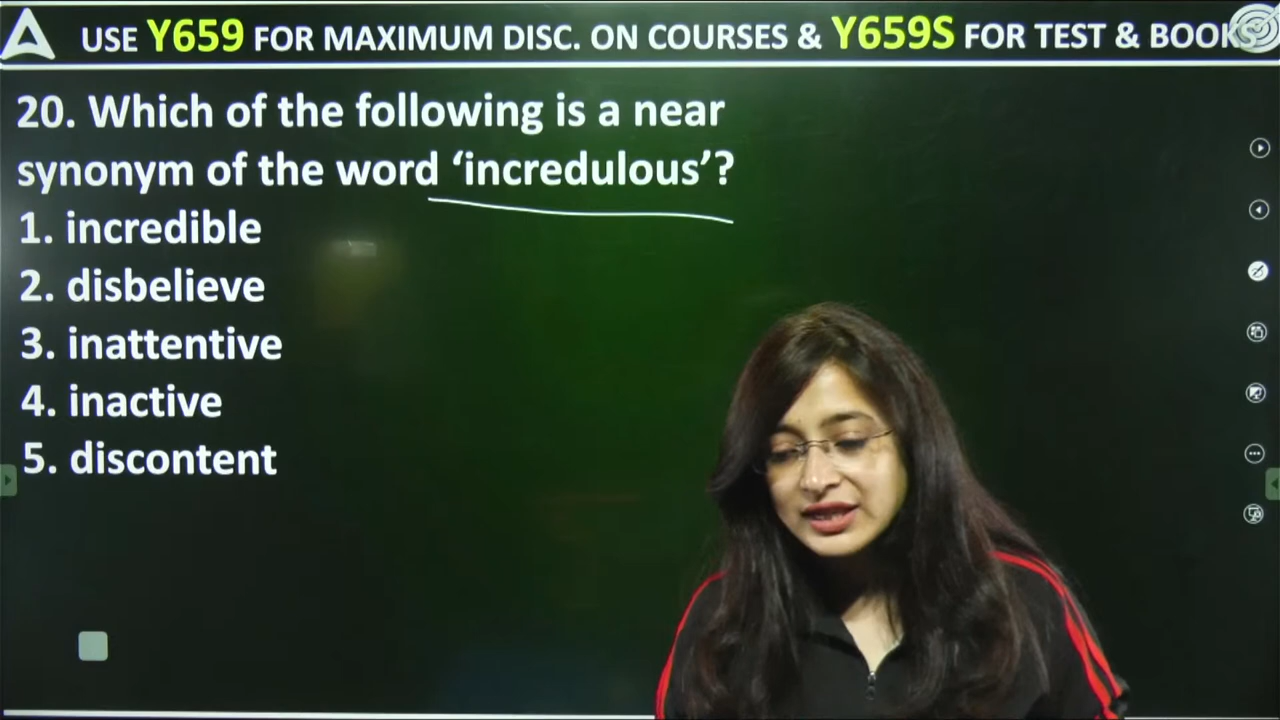 USE Y659 FOR MAXIMUM DISC. ON COURSES & Y659S FOR TEST & BOOKS
20. Which of the following is a near
synonym of the word ‘incredulous’?
1. incredible
2. disbelieve
3. inattentive
4. inactive
5. discontent